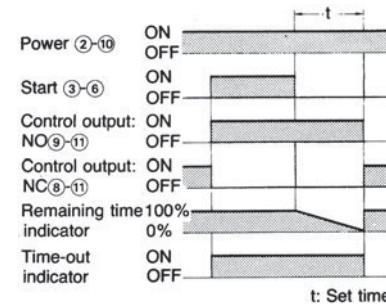 t
Power ②-⑩ ON
OFF
Start ③-⑥ ON
OFF
Control output: ON
NO⑨-⑪ OFF
Control output: ON
NC⑧-⑪ OFF
Remaining time 100%
indicator 0%
Time-out ON
indicator OFF
t: Set time